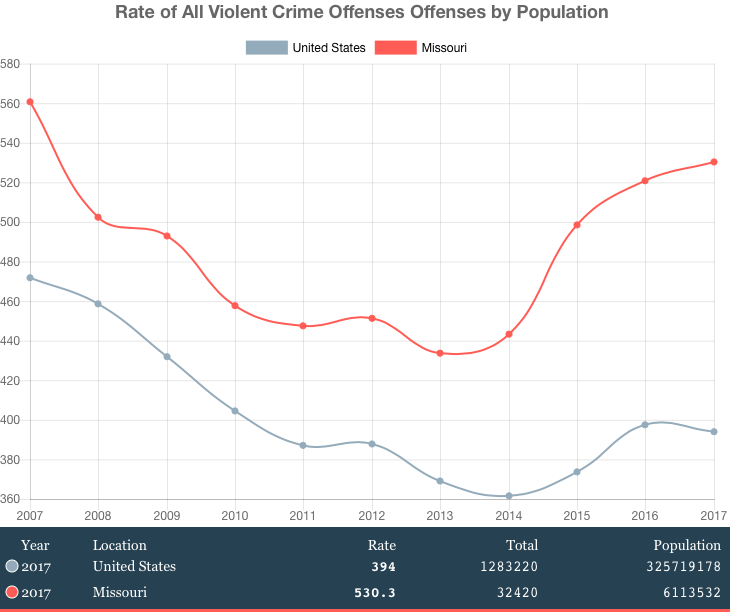 Rate of All Violent Crime Offenses Offenses by Population
United States Missouri
580
560
540
520
500
480
460
440
420
400
380
360
2007 2008 2009 2010 2011 2012 2013 2014 2015 2016 2017
Year Location Rate Total Population
2017 United States 394 1283220 325719178
2017 Missouri 530.3 32420 6113532